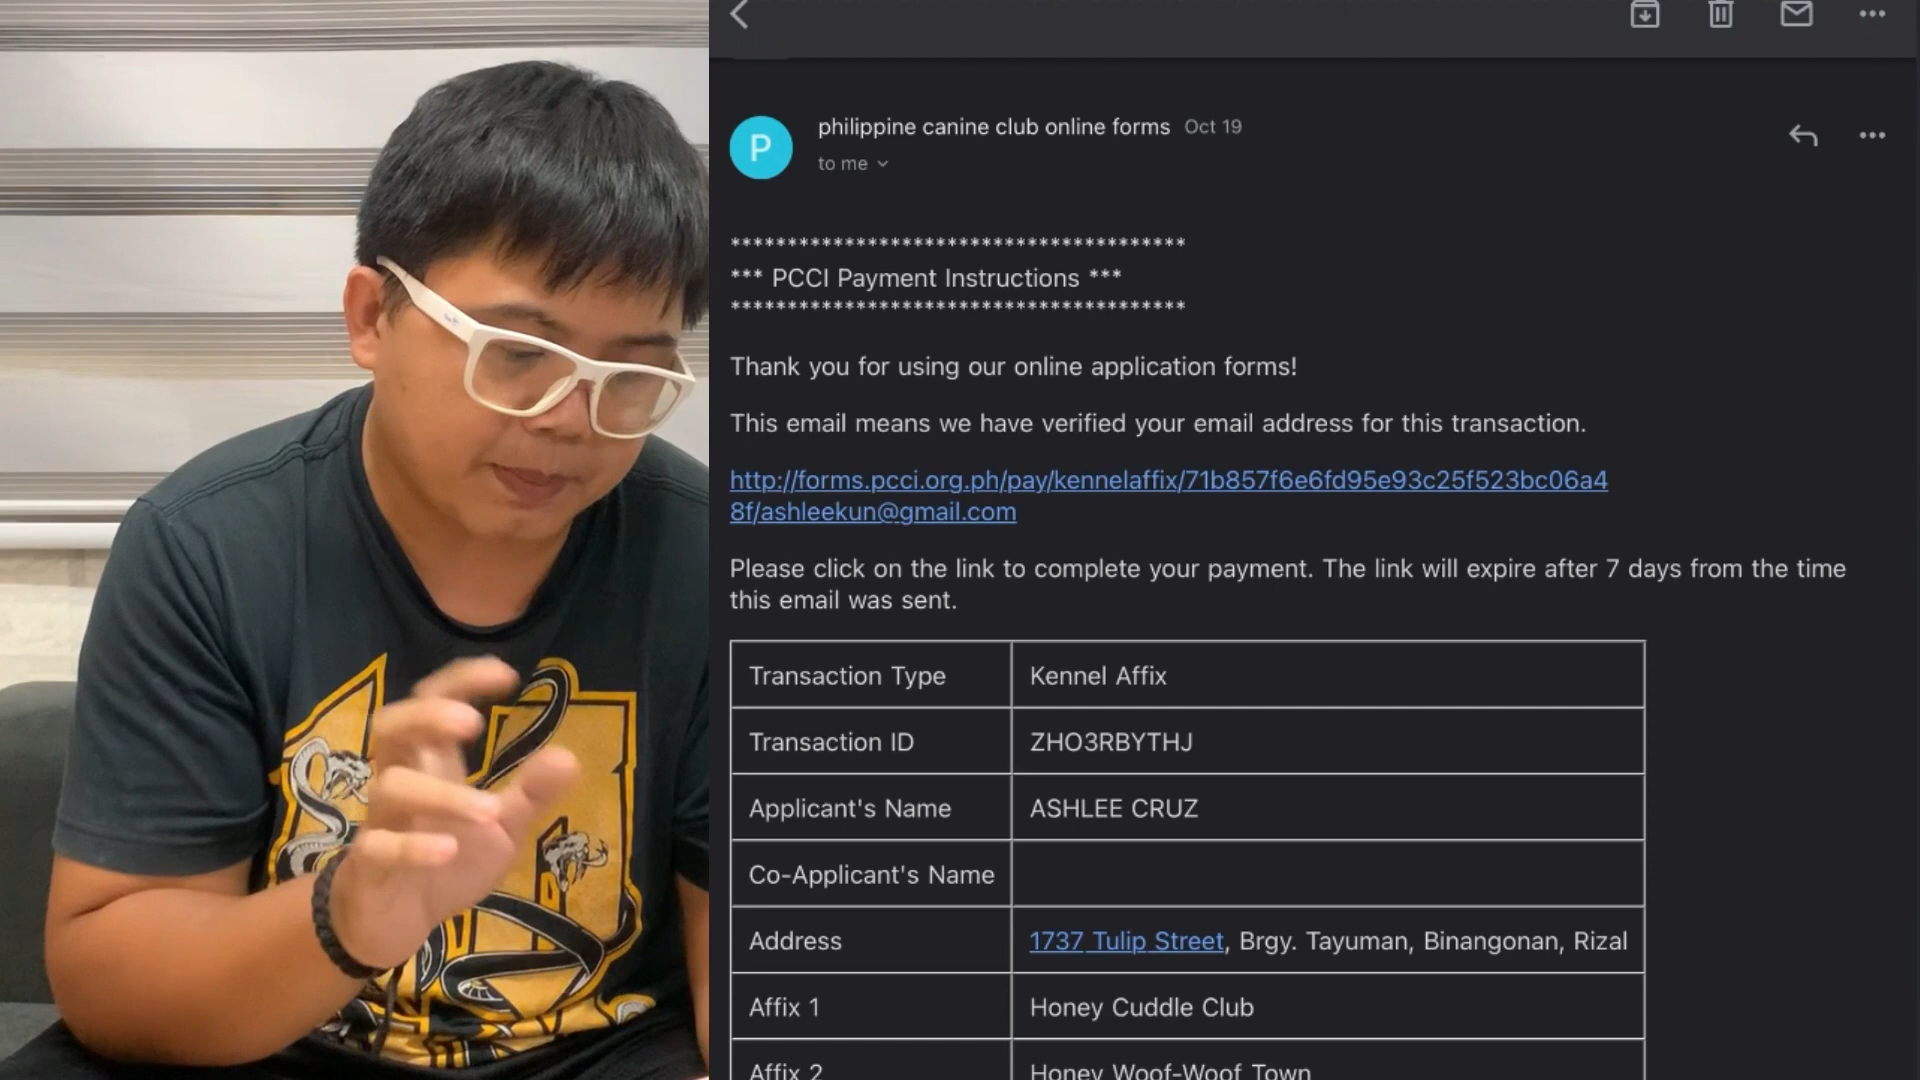 philippine canine club online forms Oct 19
P
to me
****************************************
*** PCCI Payment Instructions ***
****************************************
Thank you for using our online application forms!
This email means we have verified your email address for this transaction.
http://forms.pcci.org.ph/pay/kennelaffix/71b857f6e6fd95e93c25f523bc06a4
8f/ashleekun@gmail.com
Please click on the link to complete your payment. The link will expire after 7 days from the time
this email was sent.
Transaction Type Kennel Affix
Transaction ID ZHO3RBYTHJ
Applicant's Name ASHLEE CRUZ
Co-Applicant's Name
Address 1737 Tulip Street, Brgy. Tayuman, Binangonan, Rizal
Affix 1 Honey Cuddle Club
Affix 2 Honey Woof-Woof Town